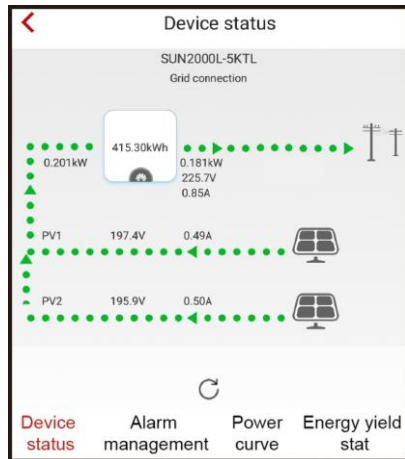 Device status
SUN2000L-5KTL
Grid connection
415.30kWh
0.201kW
0.181kW
225.7V
0.85A
PV1 197.4V 0.49A
PV2 195.9V 0.50A
Device status
Alarm management
Power curve
Energy yield stat